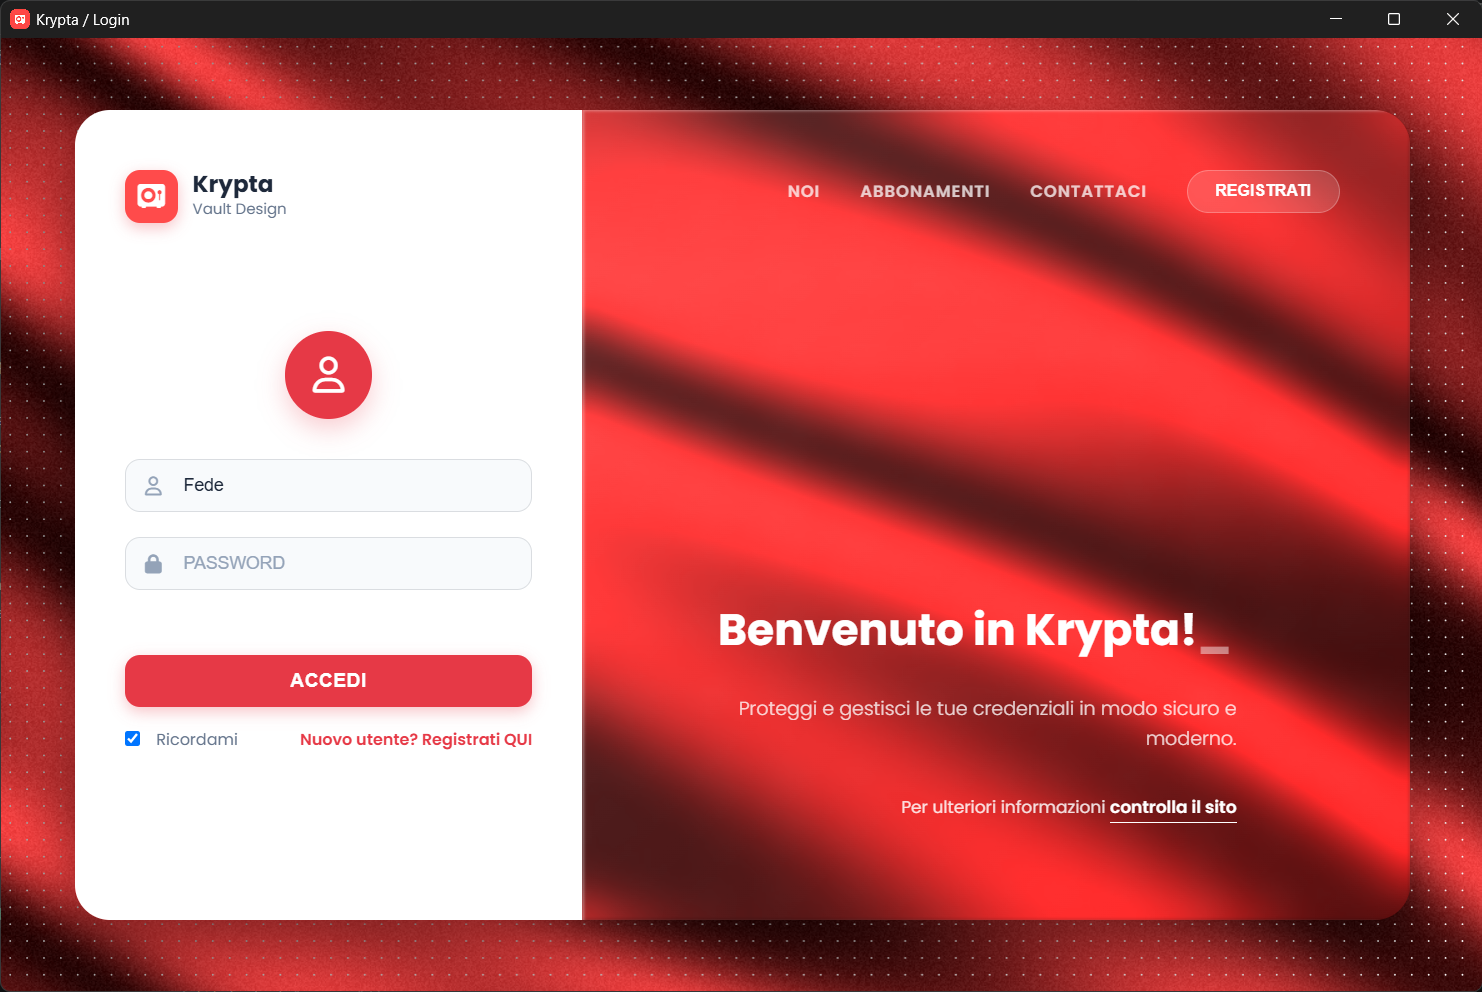 Krypta / Login
Krypta
Vault Design
NOI ABBONAMENTI CONTATTACI REGISTRATI
Fede
PASSWORD
ACCEDI
Ricordami Nuovo utente? Registrati QUI
Benvenuto in Krypta!_
Proteggi e gestisci le tue credenziali in modo sicuro e
moderno.
Per ulteriori informazioni controlla il sito